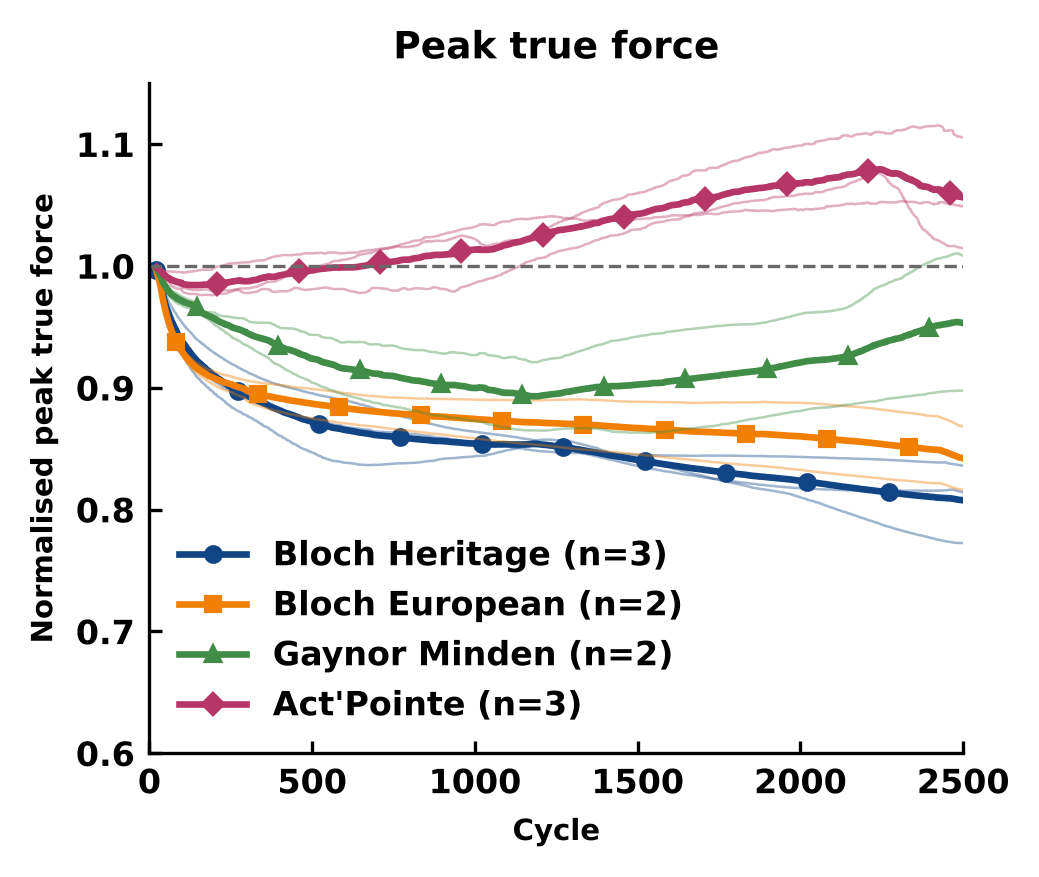 Peak true force
Normalised peak true force
1.1
1.0
0.9
0.8
0.7
0.6
Bloch Heritage (n=3)
Bloch European (n=2)
Gaynor Minden (n=2)
Act'Pointe (n=3)
0 500 1000 1500 2000 2500
Cycle